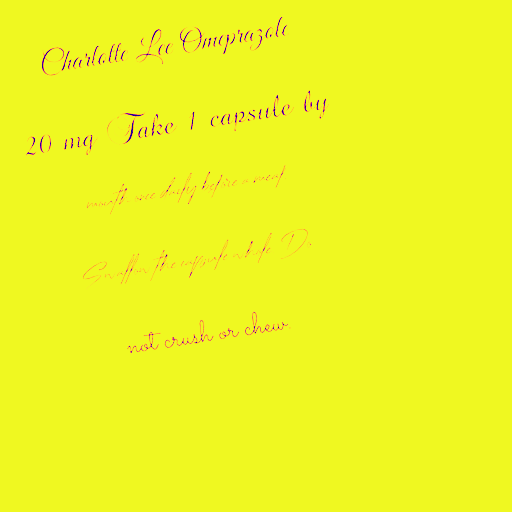 Charlotte Lee Omeprazole
20 mg Take 1 capsule by
mouth once daily before a meal
Swallow the capsule whole Do
not crush or chew